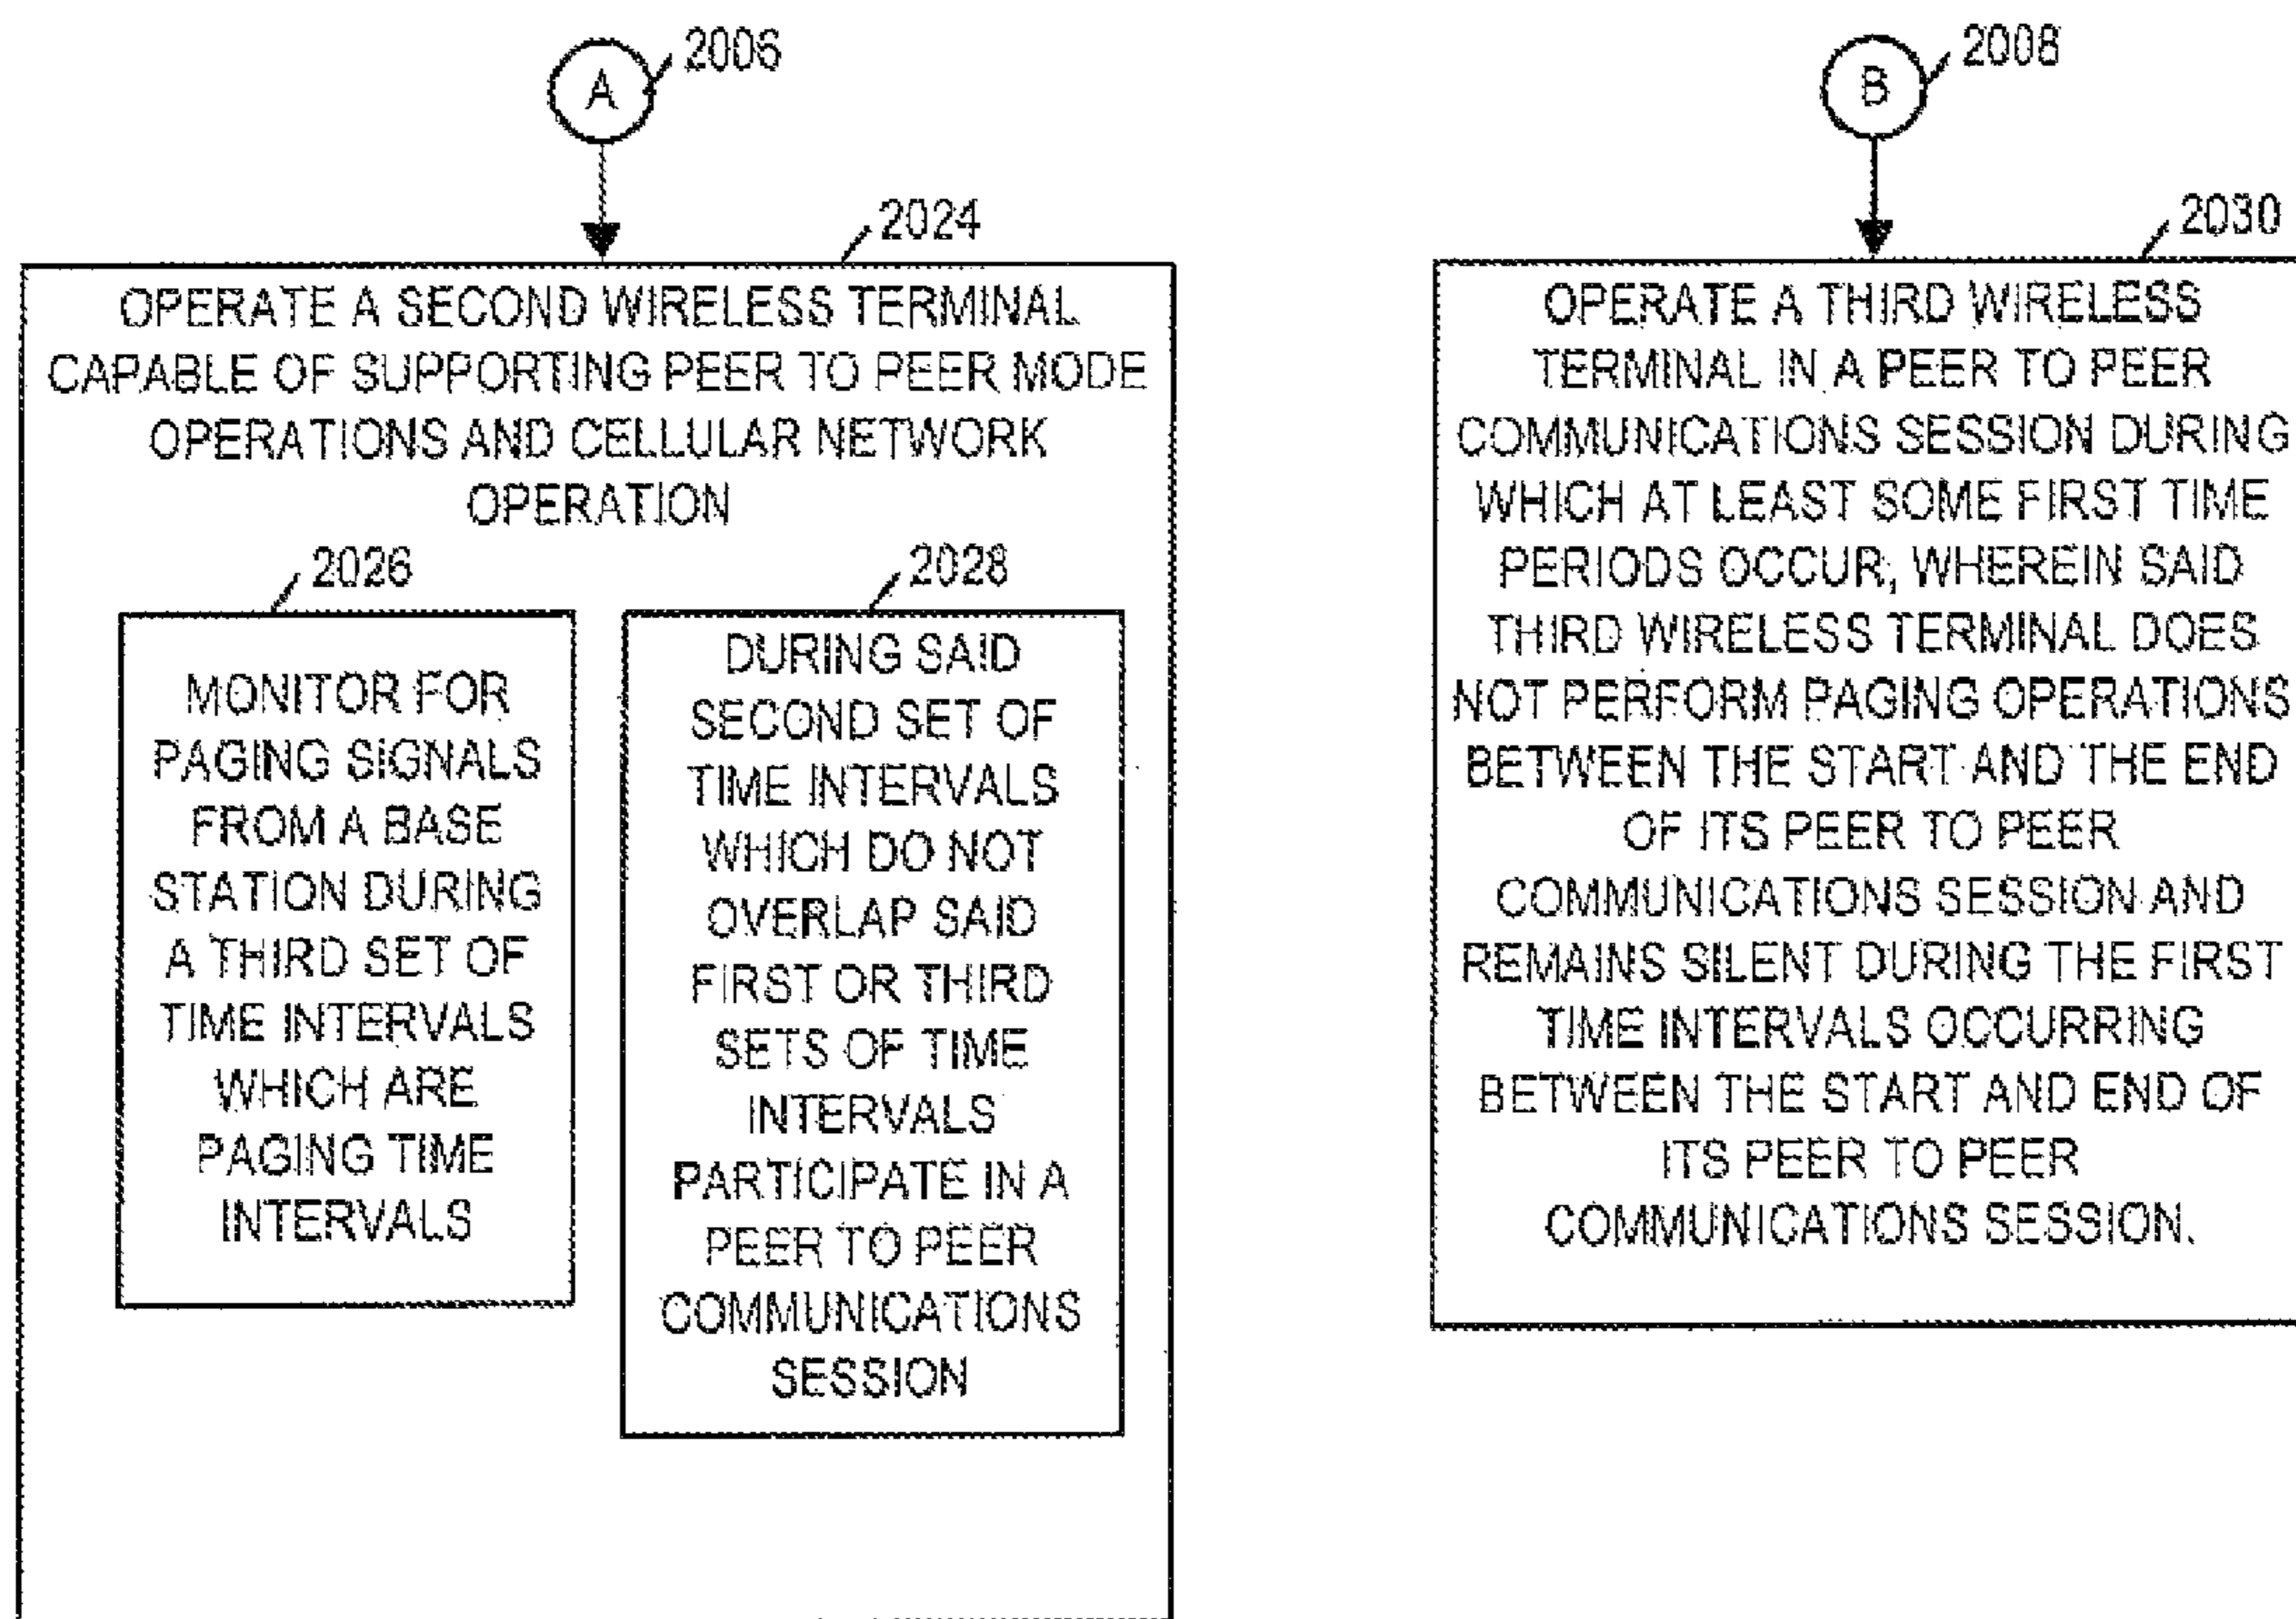 A
2006
2024
OPERATE A SECOND WIRELESS TERMINAL
CAPABLE OF SUPPORTING PEER TO PEER MODE
OPERATIONS AND CELLULAR NETWORK
OPERATION
2026
MONITOR FOR
PAGING SIGNALS
FROM A BASE
STATION DURING
A THIRD SET OF
TIME INTERVALS
WHICH ARE
PAGING TIME
INTERVALS
2028
DURING SAID
SECOND SET OF
TIME INTERVALS
WHICH DO NOT
OVERLAP SAID
FIRST OR THIRD
SETS OF TIME
INTERVALS
PARTICIPATE IN A
PEER TO PEER
COMMUNICATIONS
SESSION
B
2008
2030
OPERATE A THIRD WIRELESS
TERMINAL IN A PEER TO PEER
COMMUNICATIONS SESSION DURING
WHICH AT LEAST SOME FIRST TIME
PERIODS OCCUR, WHEREIN SAID
THIRD WIRELESS TERMINAL DOES
NOT PERFORM PAGING OPERATIONS
BETWEEN THE START AND THE END
OF ITS PEER TO PEER
COMMUNICATIONS SESSION AND
REMAINS SILENT DURING THE FIRST
TIME INTERVALS OCCURRING
BETWEEN THE START AND END OF
ITS PEER TO PEER
COMMUNICATIONS SESSION.